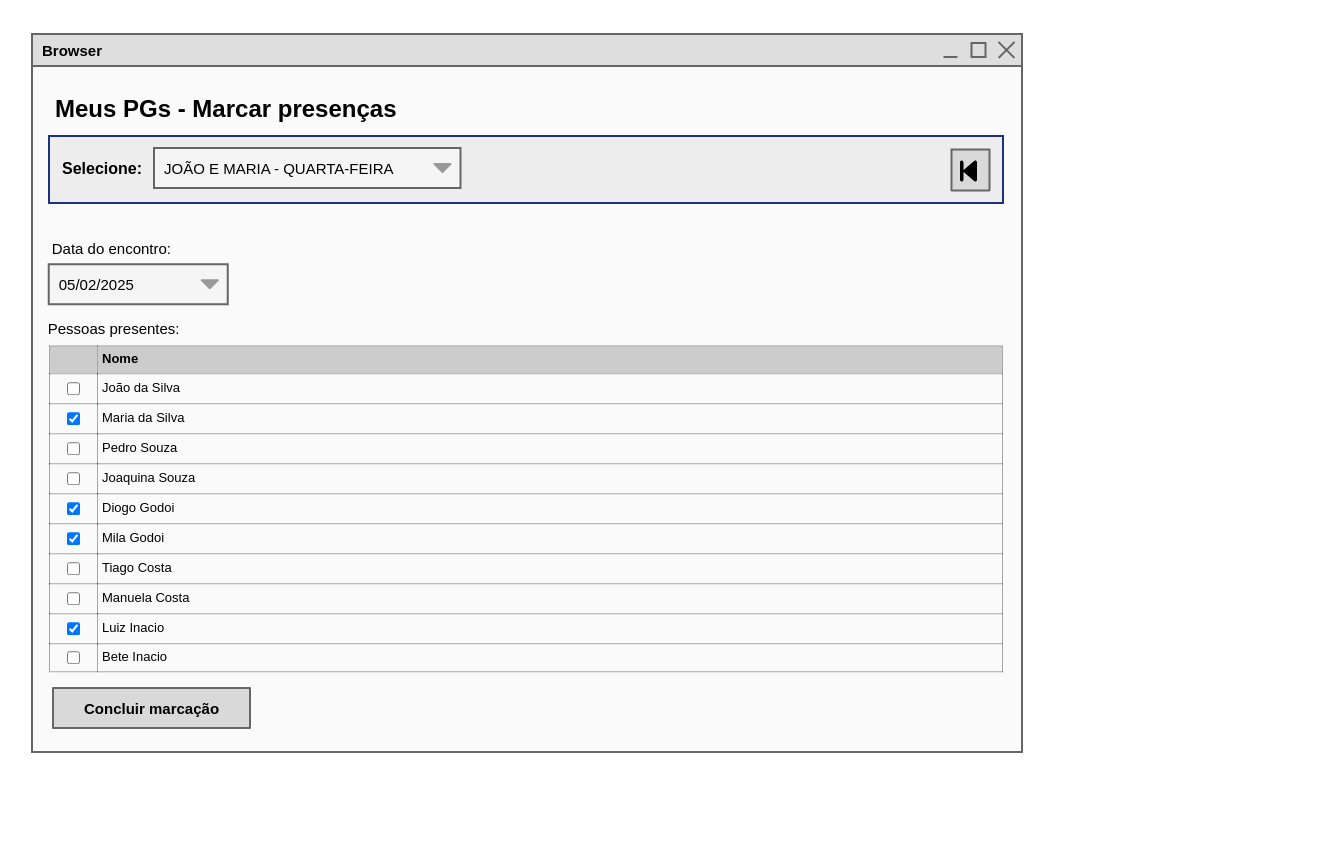 Browser
Meus PGs - Marcar presenças
Selecione: JOÃO E MARIA - QUARTA-FEIRA
Data do encontro:
05/02/2025
Pessoas presentes:
Nome
João da Silva
Maria da Silva
Pedro Souza
Joaquina Souza
Diogo Godoi
Mila Godoi
Tiago Costa
Manuela Costa
Luiz Inacio
Bete Inacio
Concluir marcação